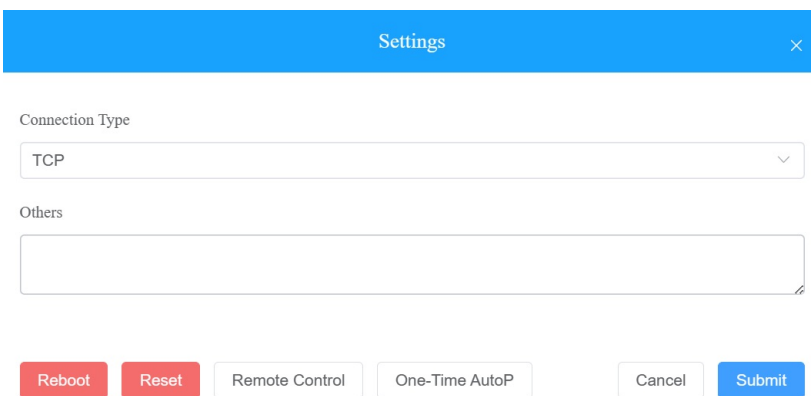 Settings
Connection Type
TCP
Others
Reboot Reset Remote Control One-Time AutoP Cancel Submit